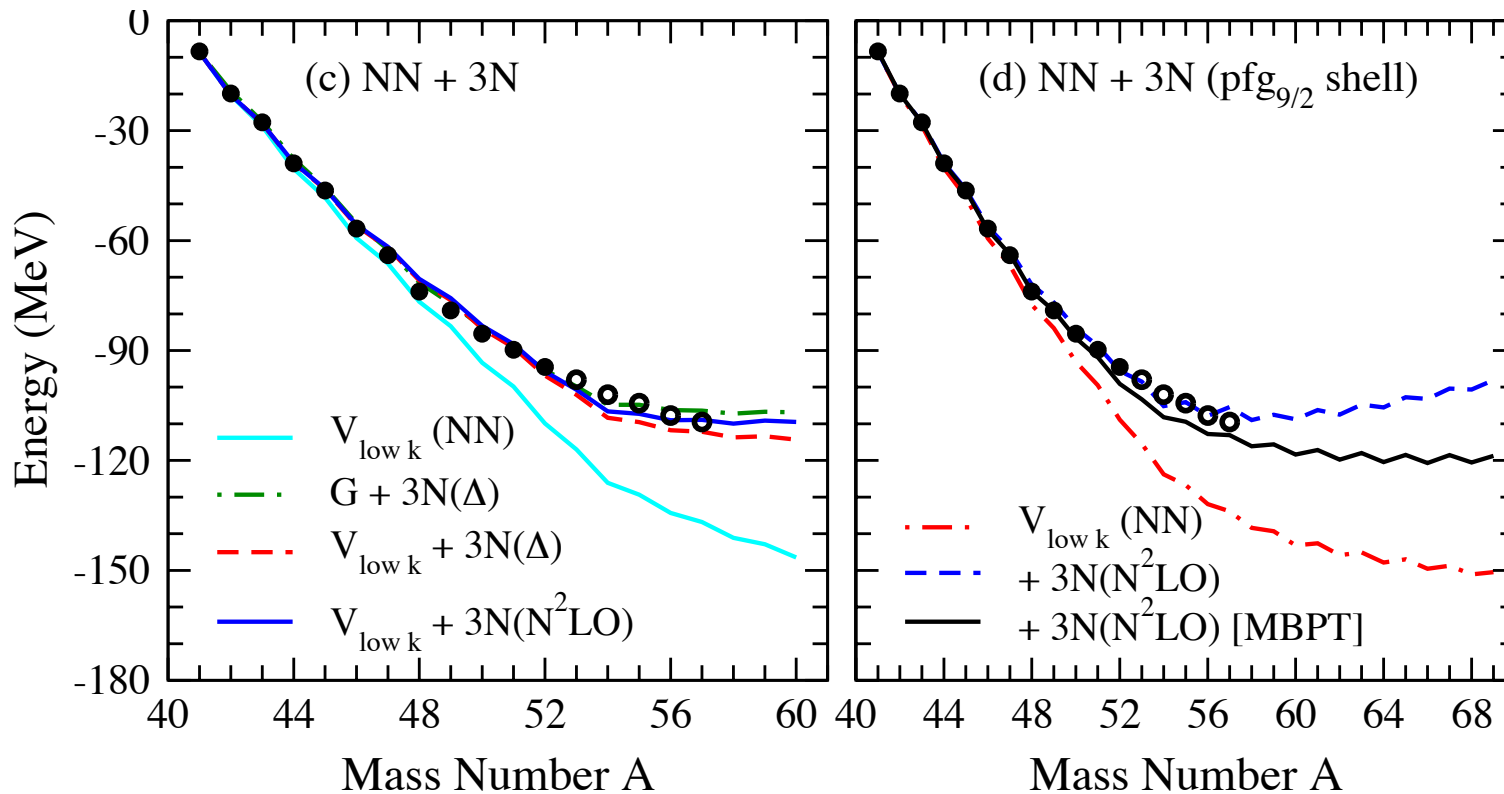 0
-30
-60
-90
-120
-150
-180
Energy (MeV)
(c) NN + 3N
V_low k (NN)
G + 3N(Δ)
V_low k + 3N(Δ)
V_low k + 3N(N²LO)
40 44 48 52 56 60
Mass Number A
(d) NN + 3N (pfg_9/2 shell)
V_low k (NN)
+ 3N(N²LO)
+ 3N(N²LO) [MBPT]
40 44 48 52 56 60 64 68
Mass Number A